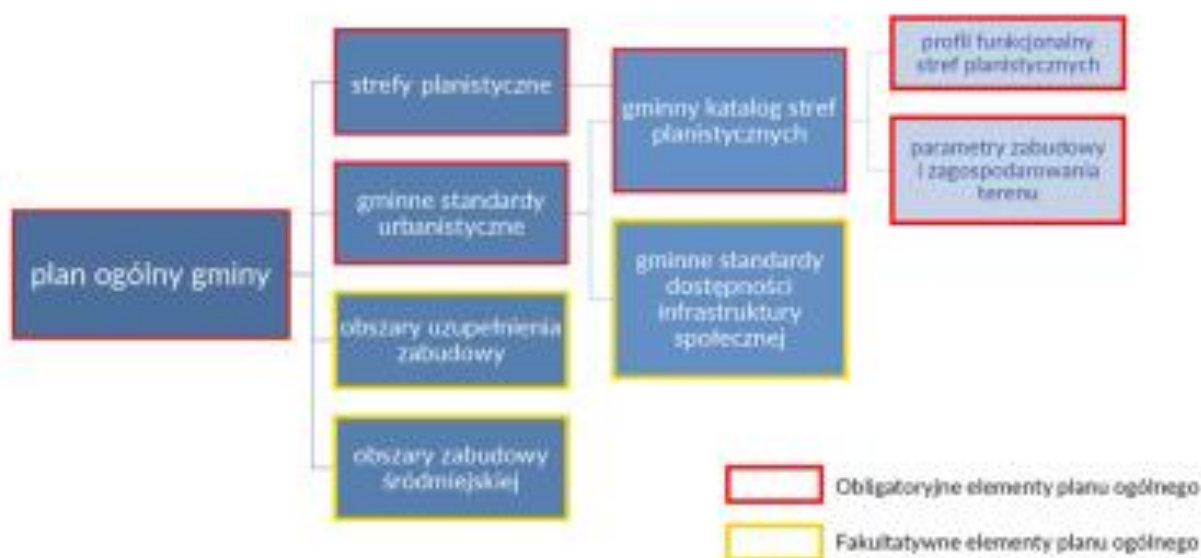 plan ogólny gminy
strefy planistyczne
gminne standardy
urbanistyczne
obszary uzupełnienia
zabudowy
obszary zabudowy
śródmiejskiej
gminny katalog stref
planistycznych
gminne standardy
dostępności
infrastruktury
społecznej
profil funkcjonalny
stref planistycznych
parametry zabudowy
i zagospodarowania
terenu
Obligatoryjne elementy planu ogólnego
Fakultatywne elementy planu ogólnego